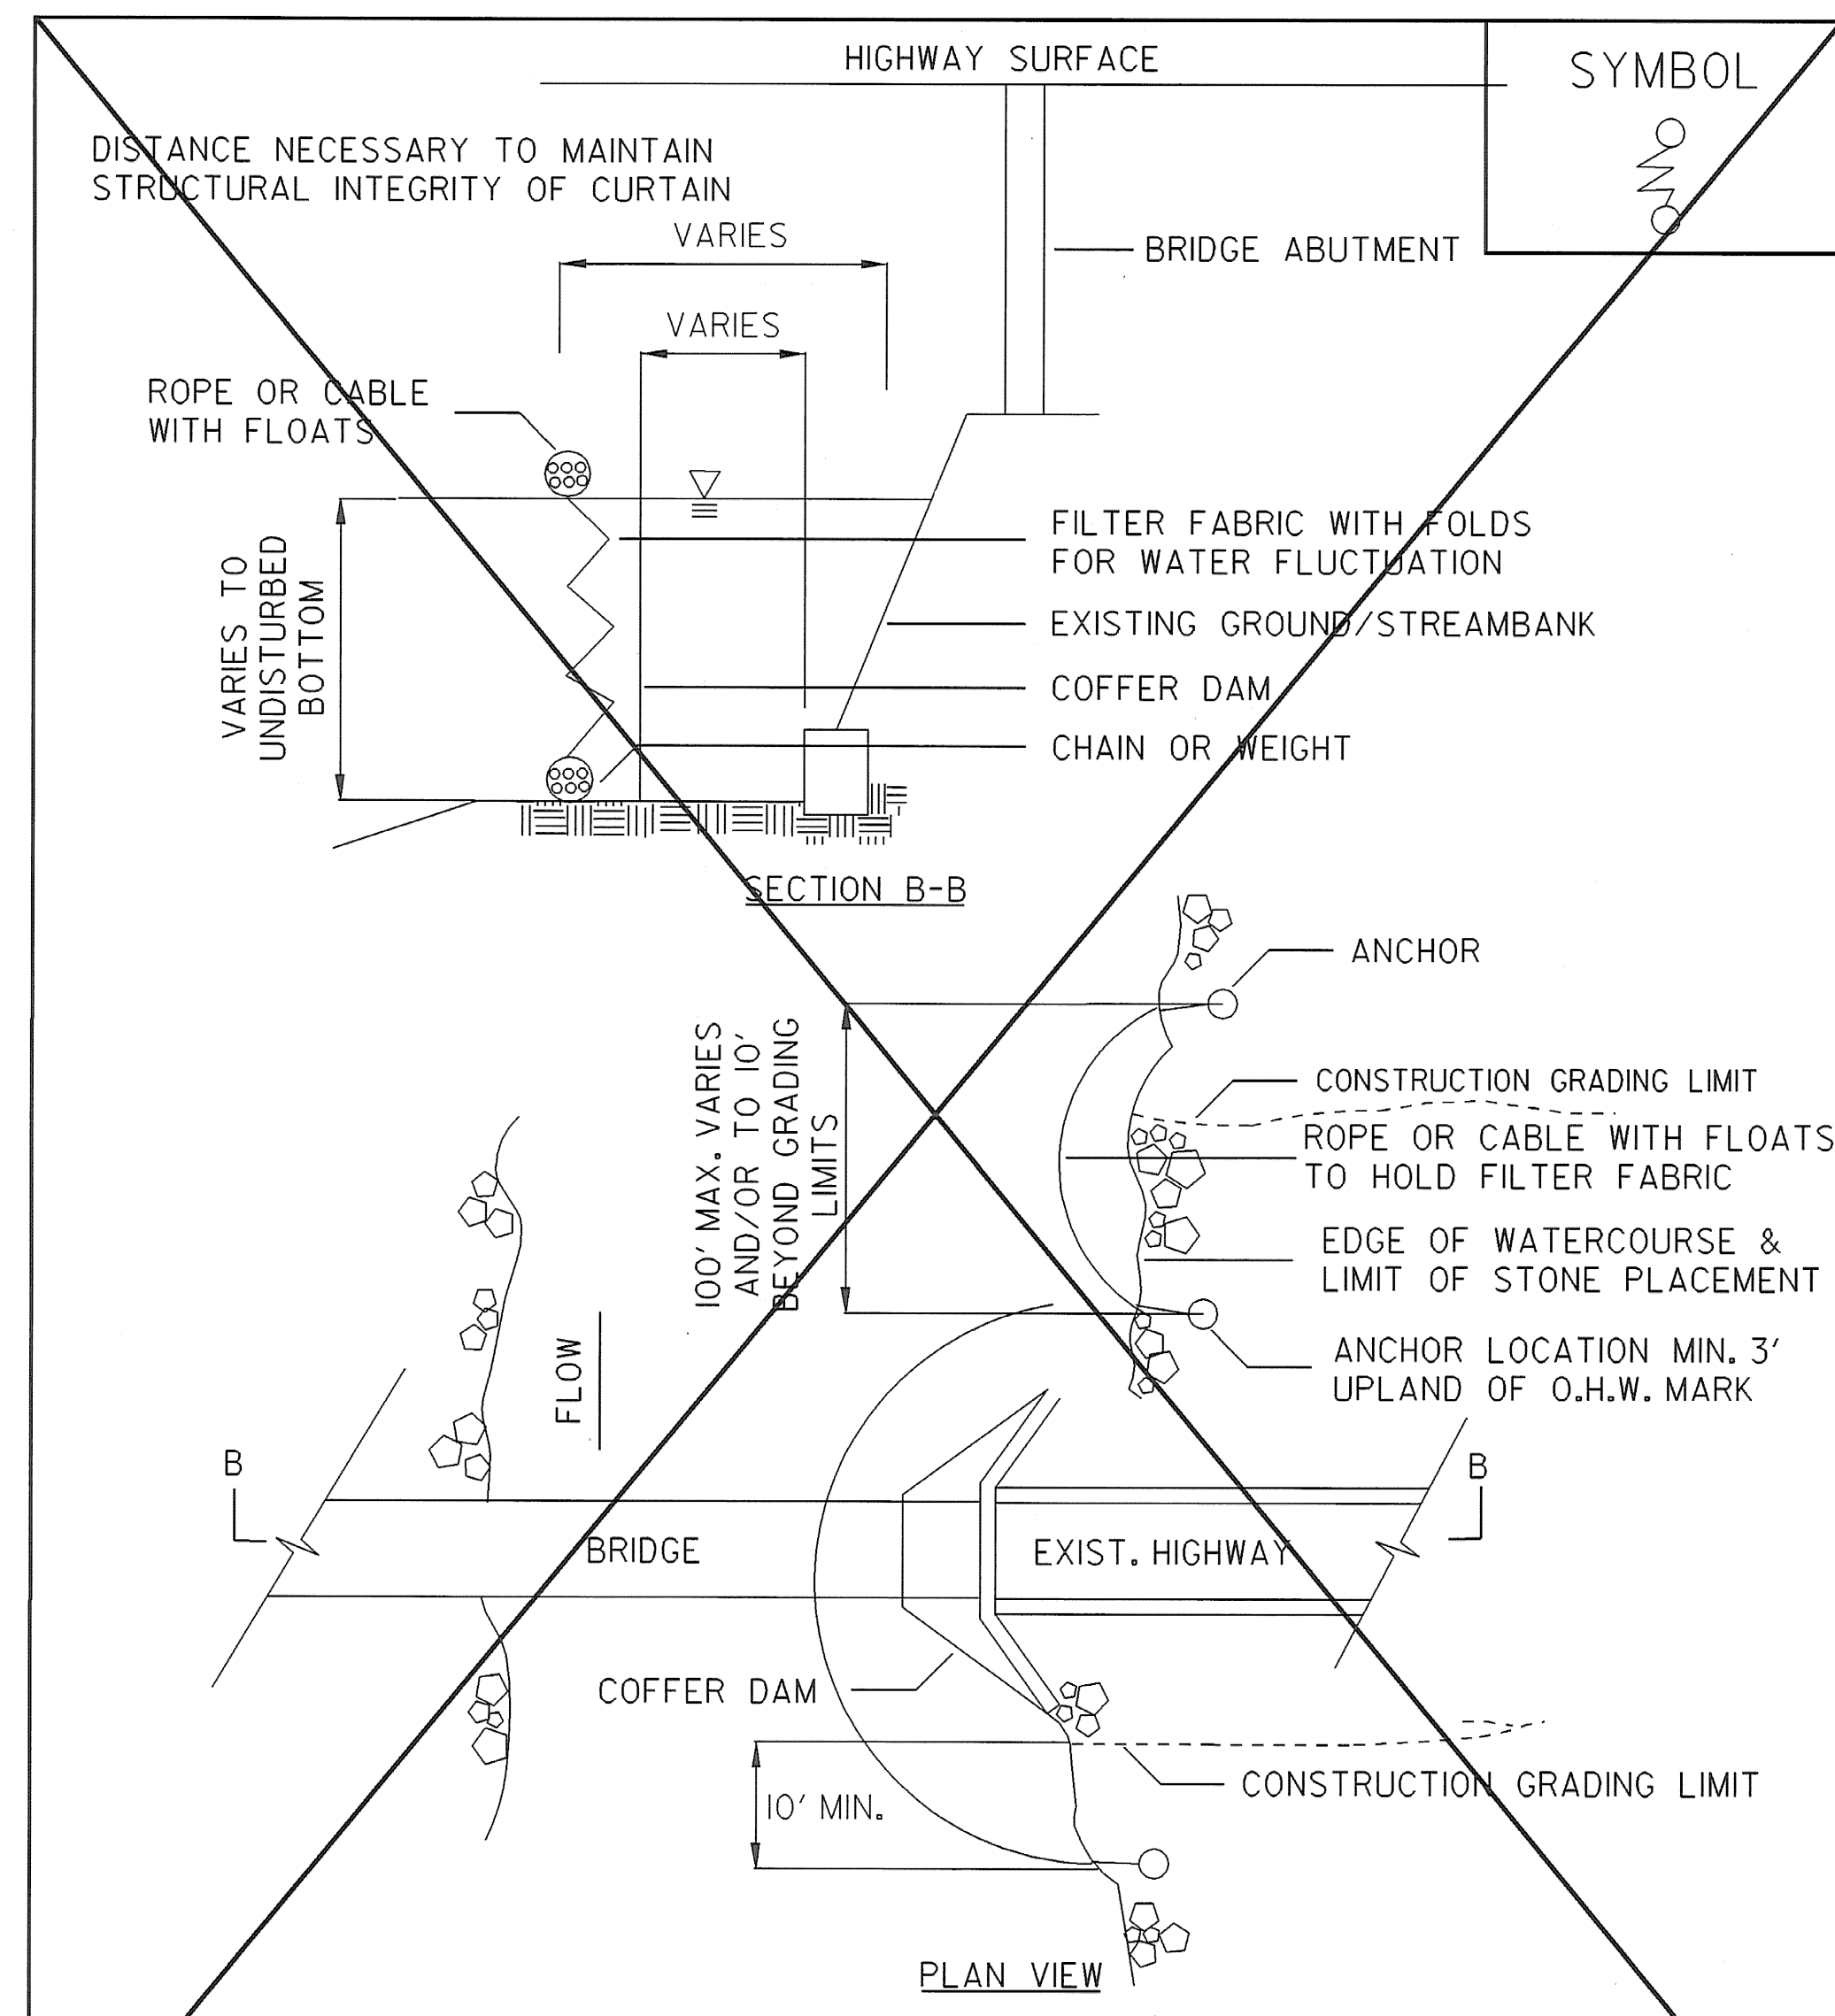 HIGHWAY SURFACE
SYMBOL
DISTANCE NECESSARY TO MAINTAIN
STRUCTURAL INTEGRITY OF CURTAIN
VARIES
BRIDGE ABUTMENT
VARIES
ROPE OR CABLE
WITH FLOATS
FILTER FABRIC WITH FOLDS
FOR WATER FLUCTUATION
VARIES TO
UNDISTURBED
BOTTOM
EXISTING GROUND/STREAMBANK
COFFER DAM
CHAIN OR WEIGHT
SECTION B-B
ANCHOR
100' MAX. VARIES
AND/OR TO 10'
BEYOND GRADING
LIMITS
CONSTRUCTION GRADING LIMIT
ROPE OR CABLE WITH FLOATS
TO HOLD FILTER FABRIC
EDGE OF WATERCOURSE &
LIMIT OF STONE PLACEMENT
FLOW
ANCHOR LOCATION MIN. 3'
UPLAND OF O.H.W. MARK
B
B
BRIDGE
EXIST. HIGHWAY
COFFER DAM
CONSTRUCTION GRADING LIMIT
10' MIN.
PLAN VIEW